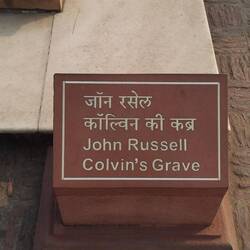 जॉन रसेल
कॉल्विन की कब्र
John Russell
Colvin's Grave